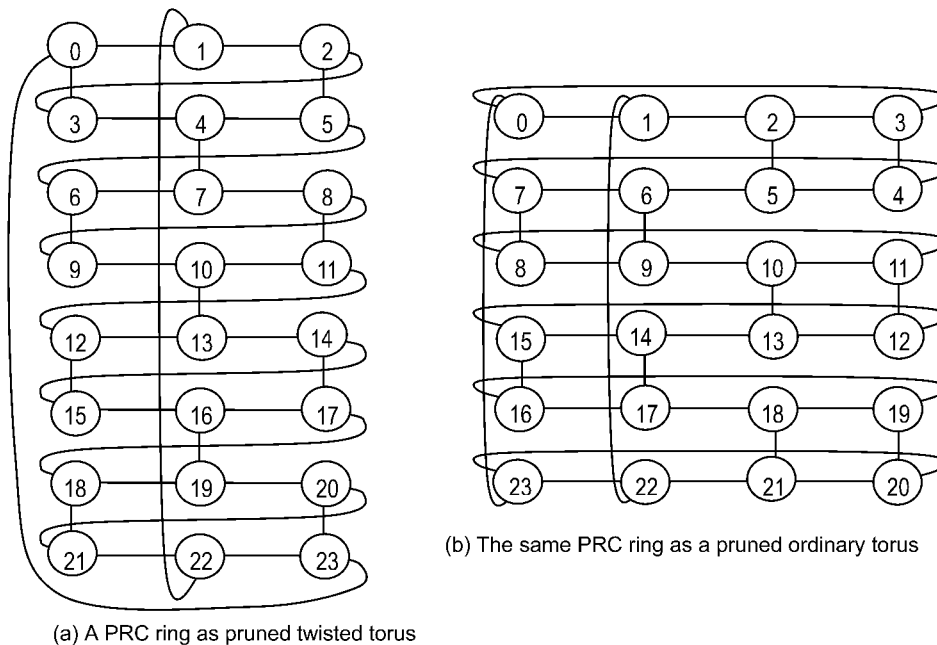 0 1 2
3 4 5
6 7 8
9 10 11
12 13 14
15 16 17
18 19 20
21 22 23
(a) A PRC ring as pruned twisted torus
0 1 2 3
7 6 5 4
8 9 10 11
15 14 13 12
16 17 18 19
23 22 21 20
(b) The same PRC ring as a pruned ordinary torus